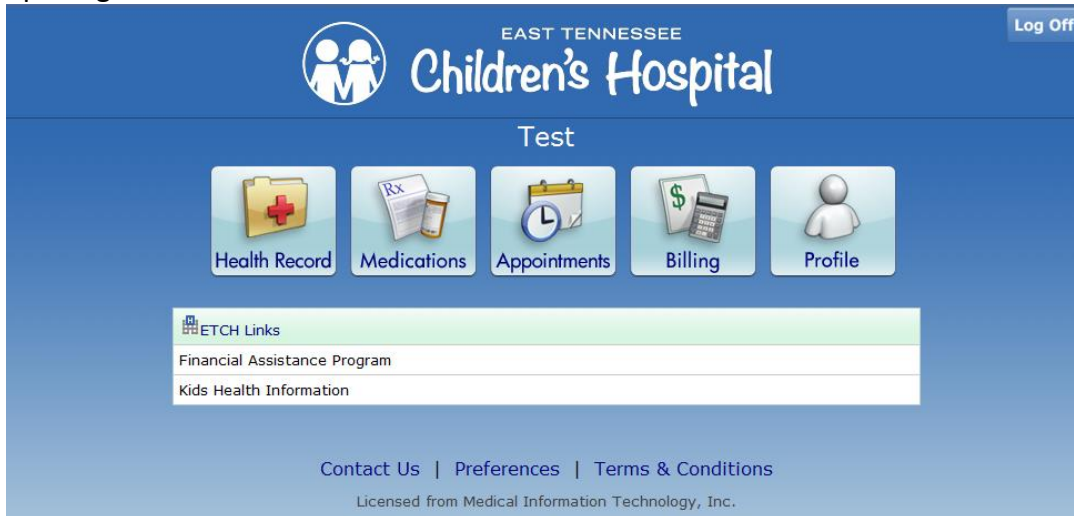 EAST TENNESSEE
Log Off
Children's Hospital
Test
Rx
$
Health Record Medications Appointments Billing Profile
H
ETCH Links
Financial Assistance Program
Kids Health Information
Contact Us | Preferences | Terms & Conditions
Licensed from Medical Information Technology, Inc.